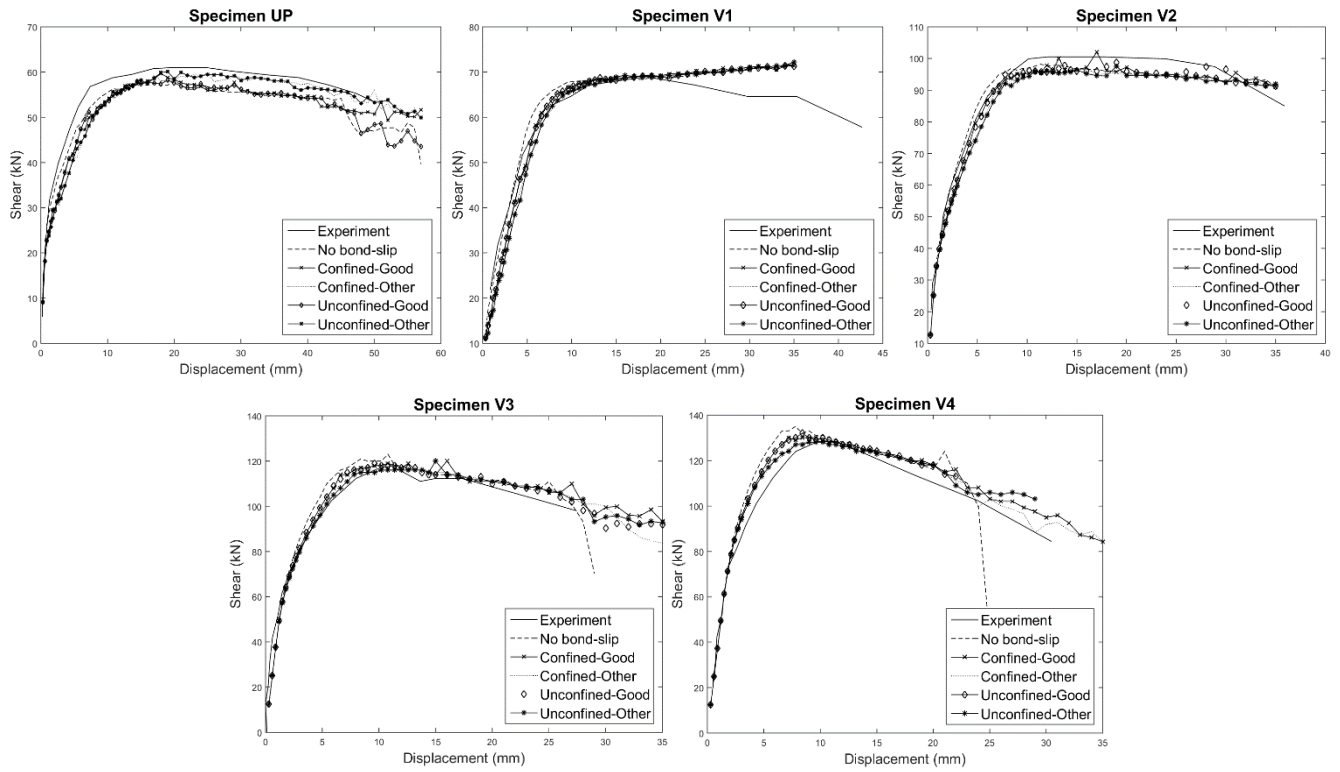 Specimen UP
70
60
50
40
30
20
10
0
0
10
20
30
40
50
60
Shear (kN)
Displacement (mm)
Experiment
No bond-slip
Confined-Good
Confined-Other
Unconfined-Good
Unconfined-Other
Specimen V1
80
70
60
50
40
30
20
10
0
5
10
15
20
25
30
35
40
45
Shear (kN)
Displacement (mm)
Experiment
No bond-slip
Confined-Good
Confined-Other
Unconfined-Good
Unconfined-Other
Specimen V2
110
100
90
80
70
60
50
40
30
20
10
0
5
10
15
20
25
30
35
40
Shear (kN)
Displacement (mm)
Experiment
No bond-slip
Confined-Good
Confined-Other
Unconfined-Good
Unconfined-Other
Specimen V3
140
120
100
80
60
40
20
0
0
5
10
15
20
25
30
35
Shear (kN)
Displacement (mm)
Experiment
No bond-slip
Confined-Good
Confined-Other
Unconfined-Good
Unconfined-Other
Specimen V4
140
120
100
80
60
40
20
0
0
5
10
15
20
25
30
35
Shear (kN)
Displacement (mm)
Experiment
No bond-slip
Confined-Good
Confined-Other
Unconfined-Good
Unconfined-Other